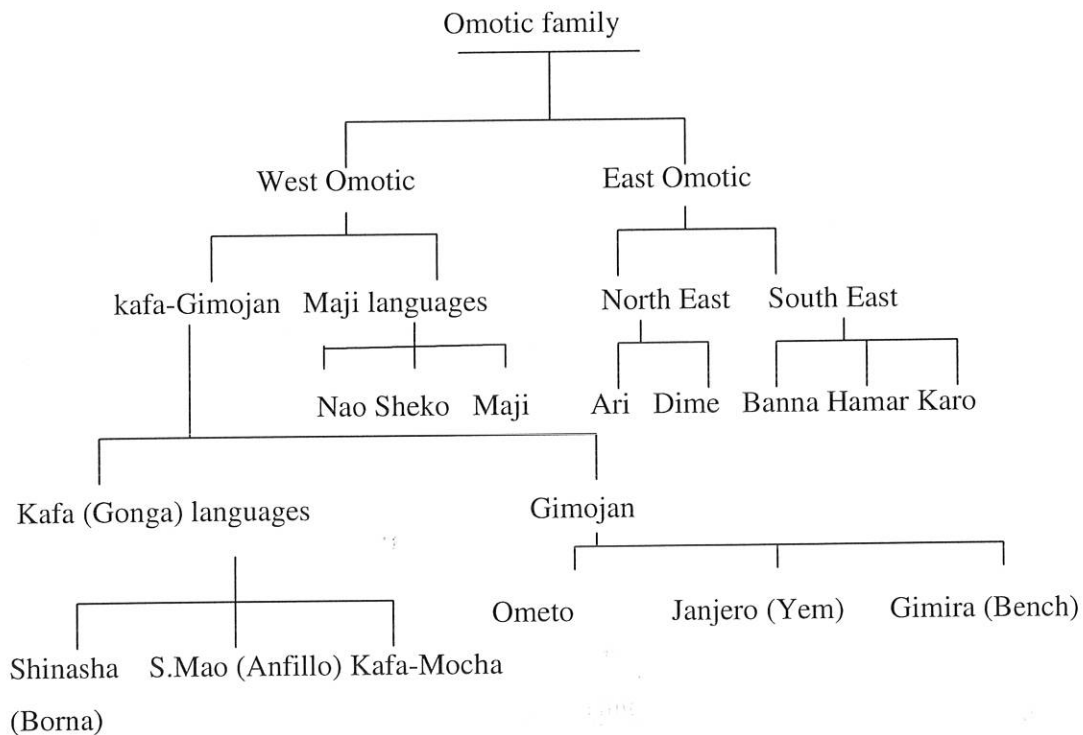 Omotic family
West Omotic East Omotic
kafa-Gimojan Maji languages North East South East
Nao Sheko Maji Ari Dime Banna Hamar Karo
Kafa (Gonga) languages Gimojan
Ometo Janjero (Yem) Gimira (Bench)
Shinasha S.Mao (Anfillo) Kafa-Mocha
(Borna)